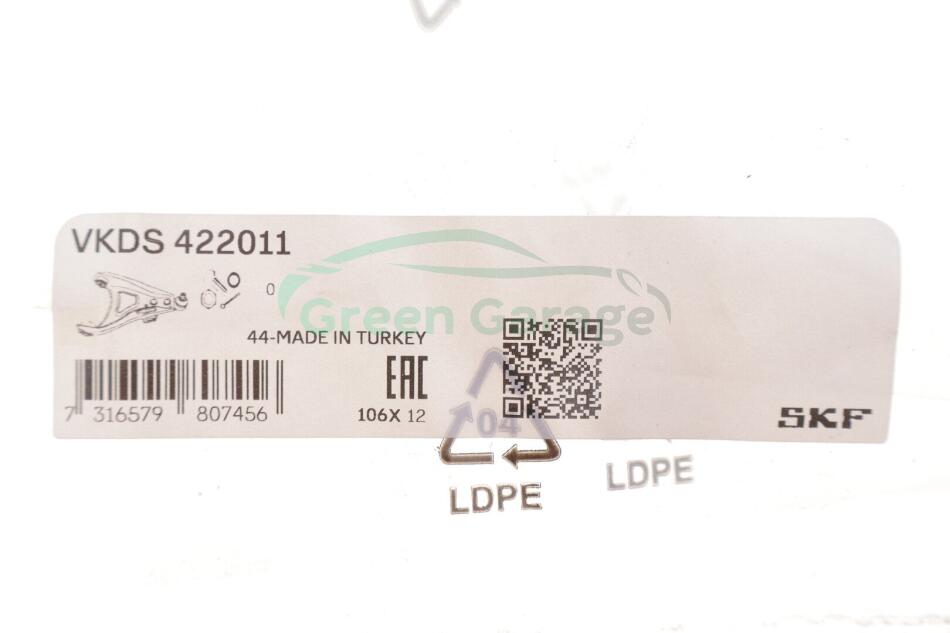 VKDS 422011
0
Green Garage
44-MADE IN TURKEY
EAC
7 316579 807456
106X 12
SKF
04
LDPE
LDPE